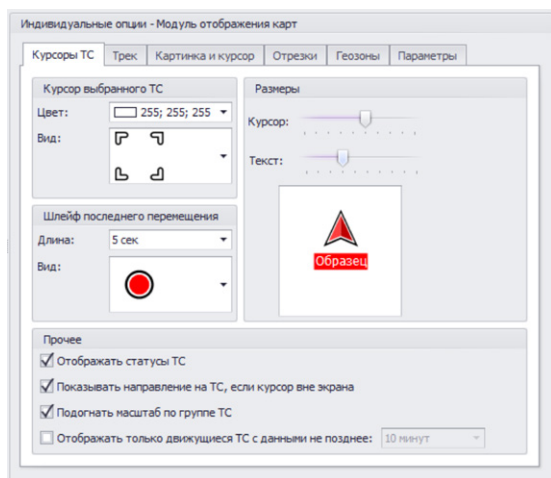 Индивидуальные опции - Модуль отображения карт
Курсоры ТС Трек Картинка и курсор Отрезки Геозоны Параметры
Курсор выбранного ТС
Цвет: 255; 255; 255
Вид:
Размеры
Курсор:
Текст:
Образец
Шлейф последнего перемещения
Длина: 5 сек
Вид:
Прочее
Отображать статусы ТС
Показывать направление на ТС, если курсор вне экрана
Подогнать масштаб по группе ТС
Отображать только движущиеся ТС с данными не позднее: 10 минут